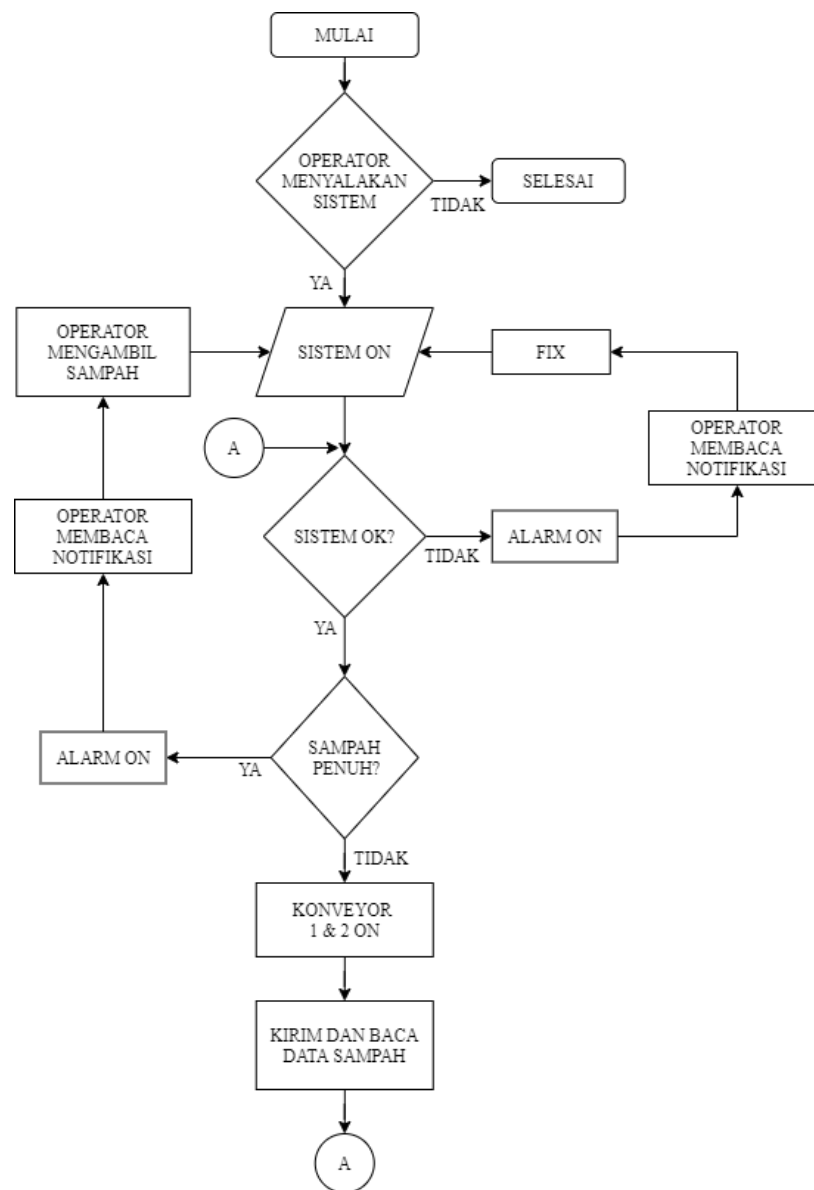 MULAI
OPERATOR
MENYALAKAN
SISTEM
TIDAK
SELESAI
YA
OPERATOR
MENGAMBIL
SAMPAH
SISTEM ON
FIX
OPERATOR
MEMBACA
NOTIFIKASI
A
OPERATOR
MEMBACA
NOTIFIKASI
SISTEM OK?
TIDAK
ALARM ON
YA
ALARM ON
YA
SAMPAH
PENUH?
TIDAK
KONVEYOR
1 & 2 ON
KIRIM DAN BACA
DATA SAMPAH
A